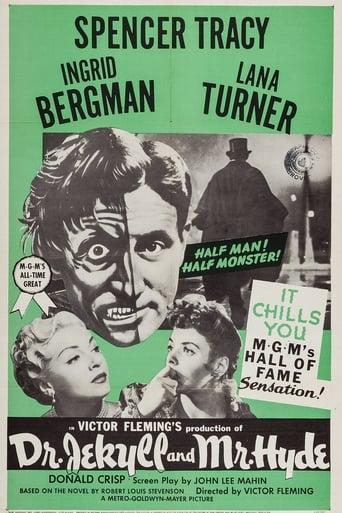 SPENCER TRACY
INGRID
BERGMAN
LANA
TURNER
HALF MAN!
HALF MONSTER!
M-G-M'S
ALL-TIME
GREAT
IT
CHILLS
YOU
M·G·M's
HALL OF
FAME
Sensation!
IN VICTOR FLEMING'S production of
Dr. Jekyll and Mr. Hyde
DONALD CRISP · Screen Play by JOHN LEE MAHIN
BASED ON THE NOVEL BY ROBERT LOUIS STEVENSON Directed by VICTOR FLEMING
A METRO-GOLDWYN-MAYER PICTURE